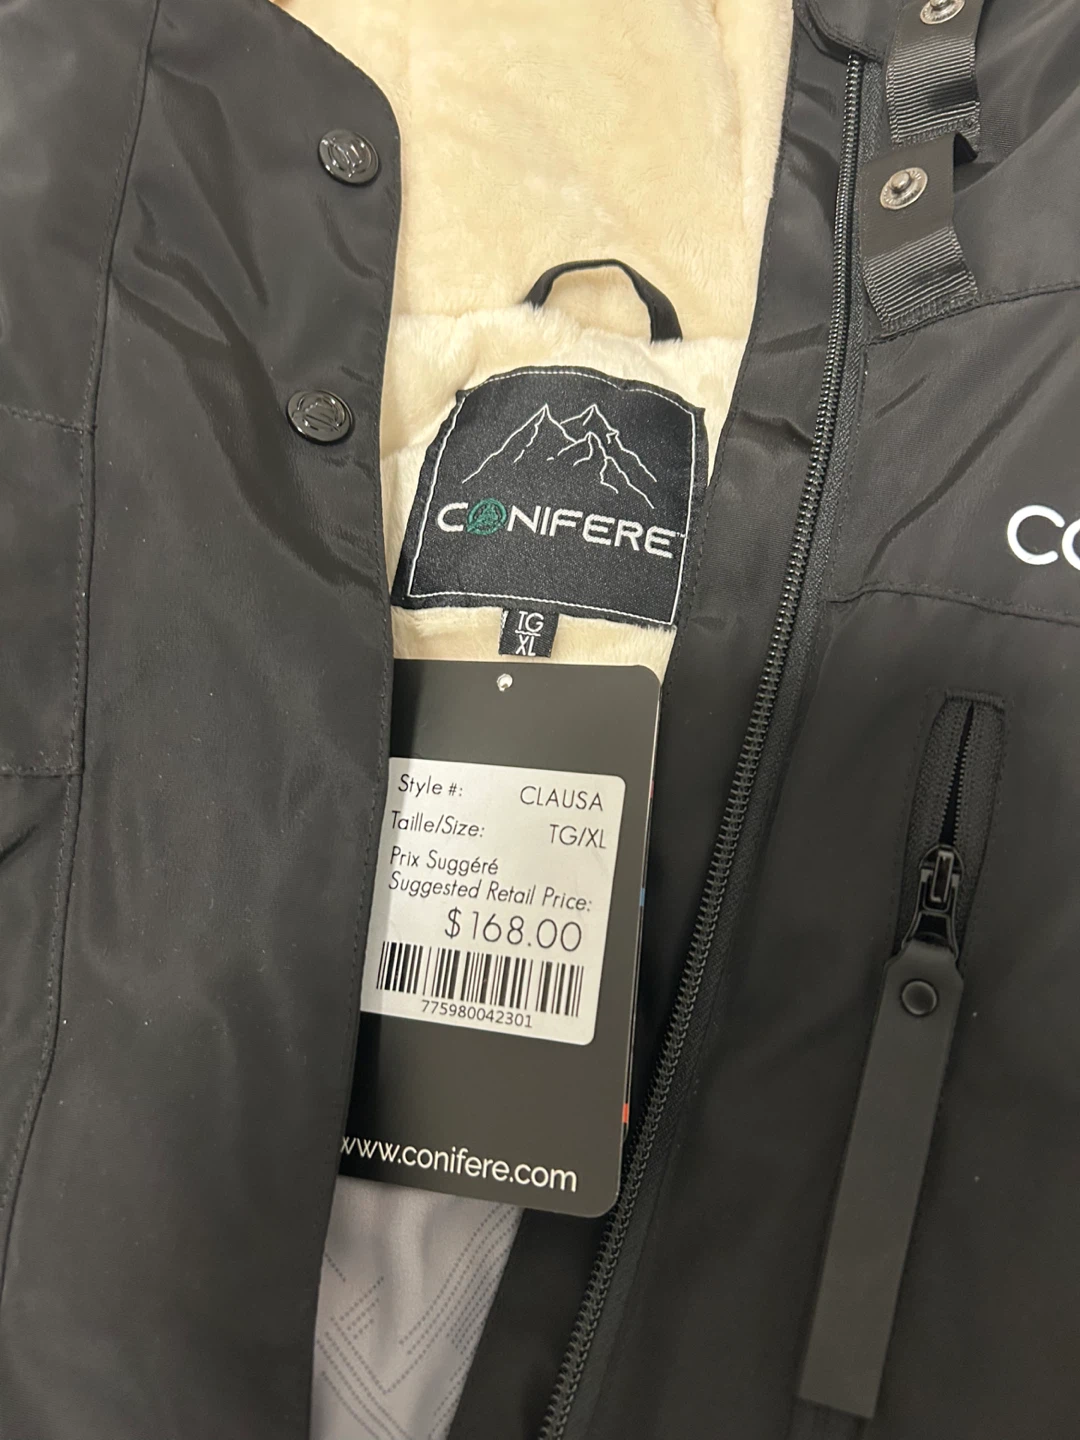 CONIFERE™
TG
XL
CO
Style #: CLAUSA
Taille/Size: TG/XL
Prix Suggéré
Suggested Retail Price:
$168.00
775980042301
www.conifere.com